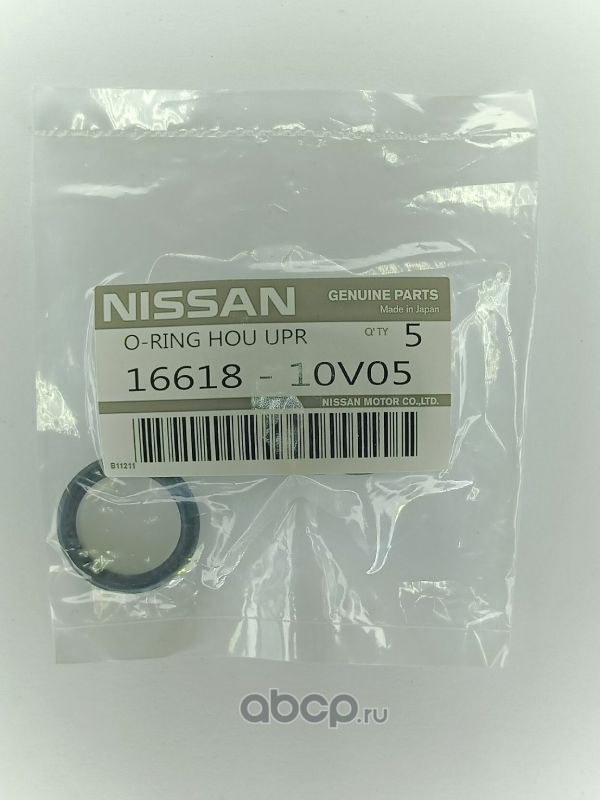 NISSAN GENUINE PARTS
Made in Japan
O-RING HOU UPR Q'TY 5
16618 - 10V05
NISSAN MOTOR CO.,LTD.
B11211
abcp.ru